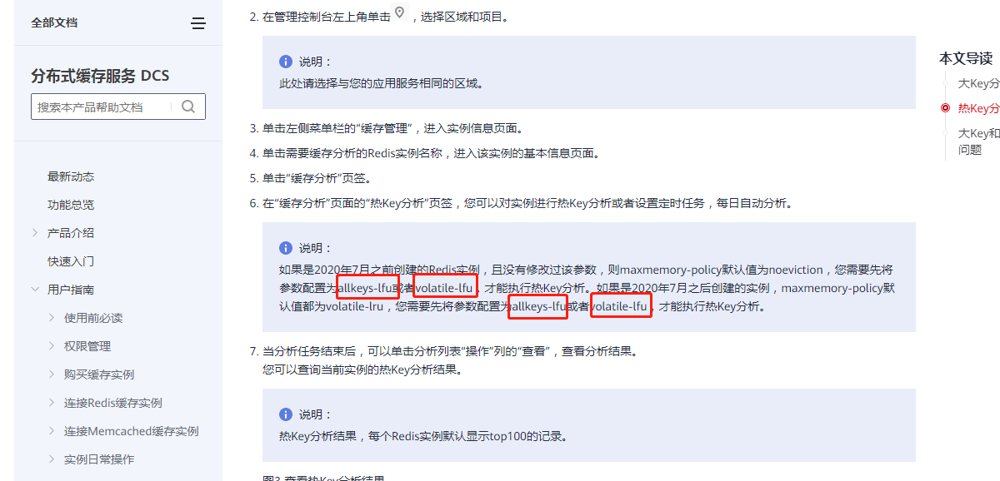 全部文档
分布式缓存服务 DCS
搜索本产品帮助文档
最新动态
功能总览
产品介绍
快速入门
用户指南
使用前必读
权限管理
购买缓存实例
连接Redis缓存实例
连接Memcached缓存实例
实例日常操作
2. 在管理控制台左上角单击 ，选择区域和项目。
说明：
此处请选择与您的应用服务相同的区域。
3. 单击左侧菜单栏的“缓存管理”，进入实例信息页面。
4. 单击需要缓存分析的Redis实例名称，进入该实例的基本信息页面。
5. 单击“缓存分析”页签。
6. 在“缓存分析”页面的“热Key分析”页签，您可以对实例进行热Key分析或者设置定时任务，每日自动分析。
说明：
如果是2020年7月之前创建的Redis实例，且没有修改过该参数，则maxmemory-policy默认值为noeviction，您需要先将
参数配置为allkeys-lfu或者volatile-lfu，才能执行热Key分析。如果是2020年7月之后创建的实例，maxmemory-policy默
认值都为volatile-lru，您需要先将参数配置为allkeys-lfu或者volatile-lfu，才能执行热Key分析。
7. 当分析任务结束后，可以单击分析列表“操作”列的“查看”，查看分析结果。
您可以查询当前实例的热Key分析结果。
说明：
热Key分析结果，每个Redis实例默认显示top100的记录。
图3 查看热Key分析结果
本文导读
大Key分
热Key分
大Key和
问题